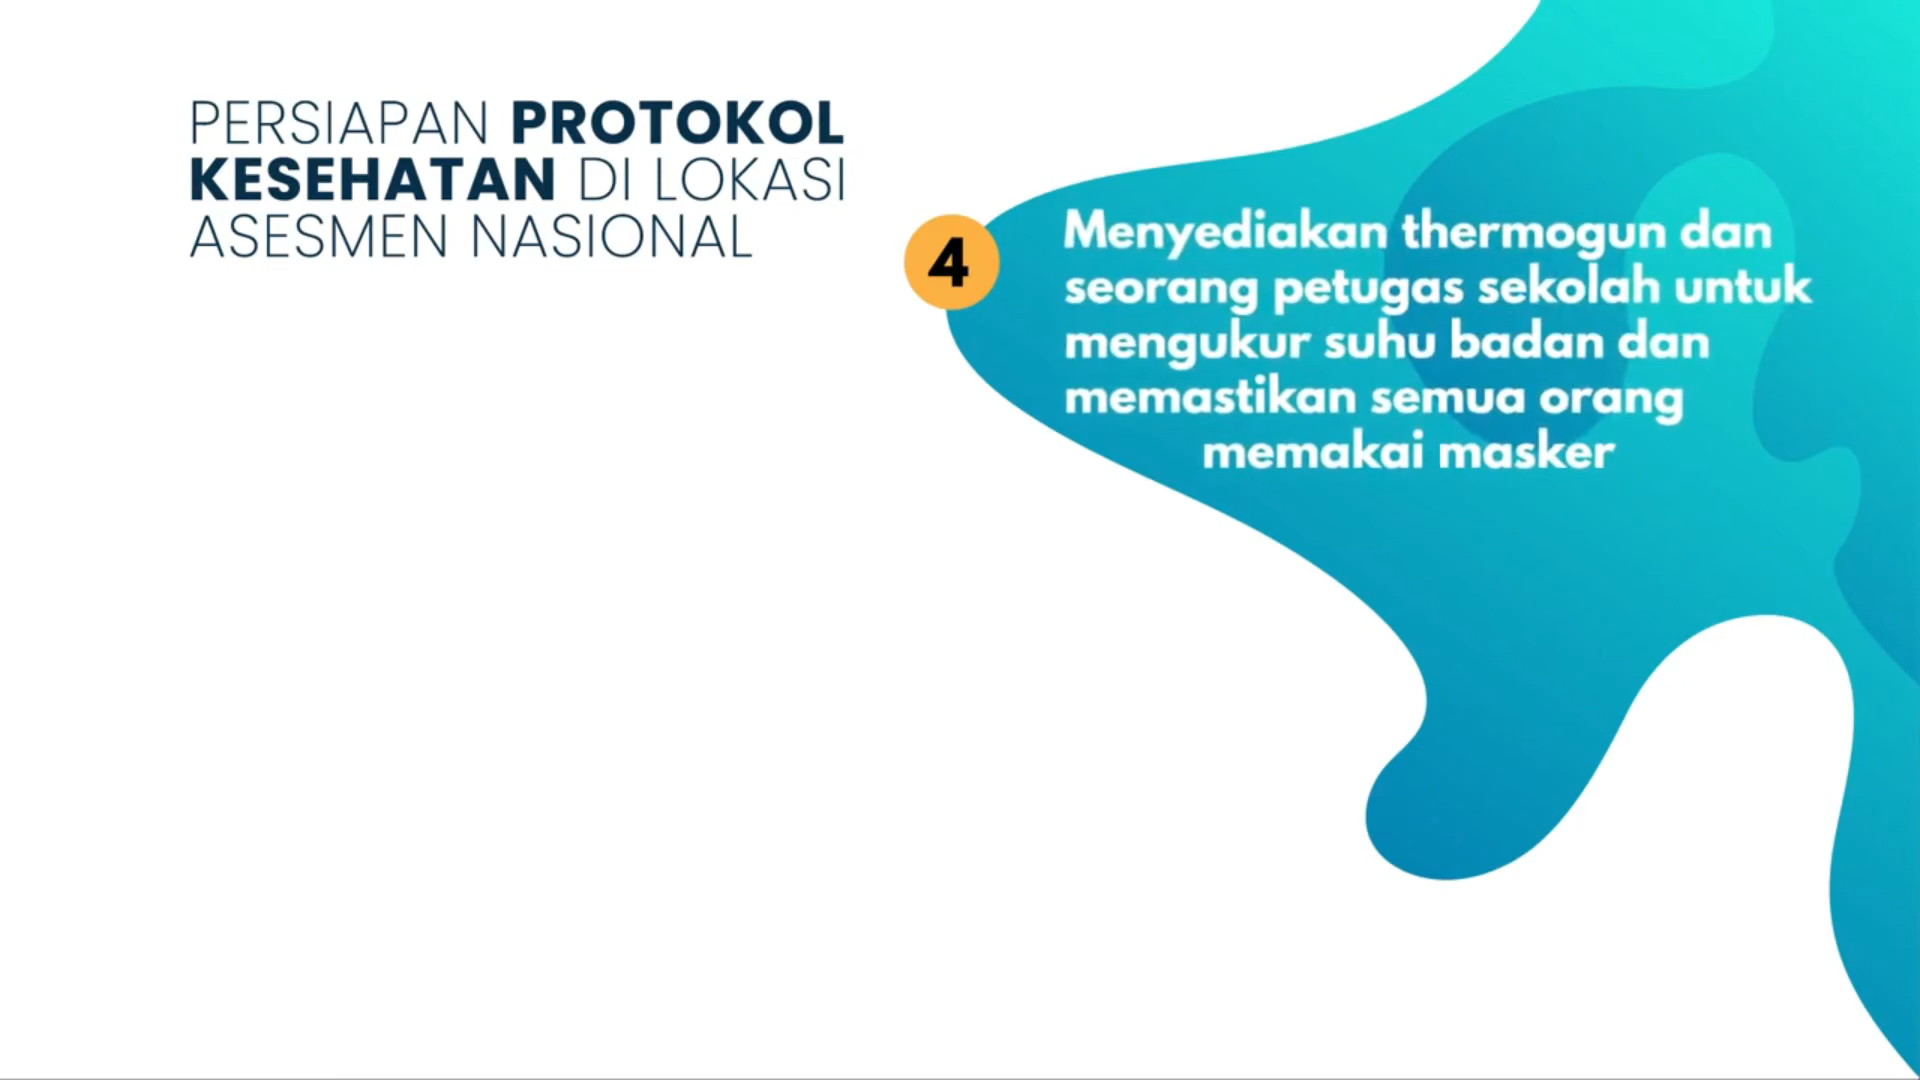 PERSIAPAN PROTOKOL
KESEHATAN DI LOKASI
ASESMEN NASIONAL
4
Menyediakan thermogun dan
seorang petugas sekolah untuk
mengukur suhu badan dan
memastikan semua orang
memakai masker